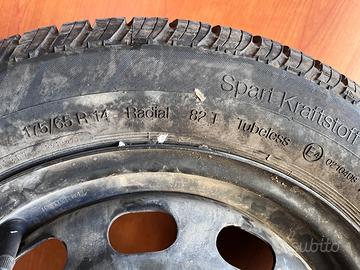 Spart Kraftstoff
175/65 R 14 Radial 82 T Tubeless
subito